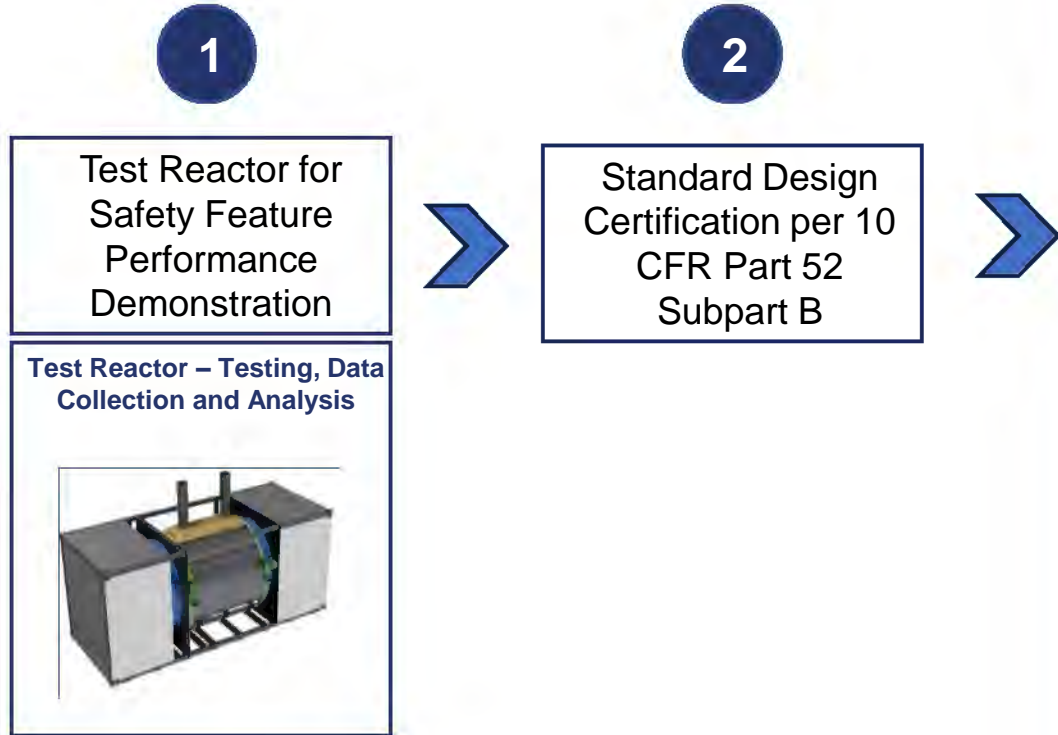 1
2
Test Reactor for
Safety Feature
Performance
Demonstration
Standard Design
Certification per 10
CFR Part 52
Subpart B
Test Reactor – Testing, Data
Collection and Analysis